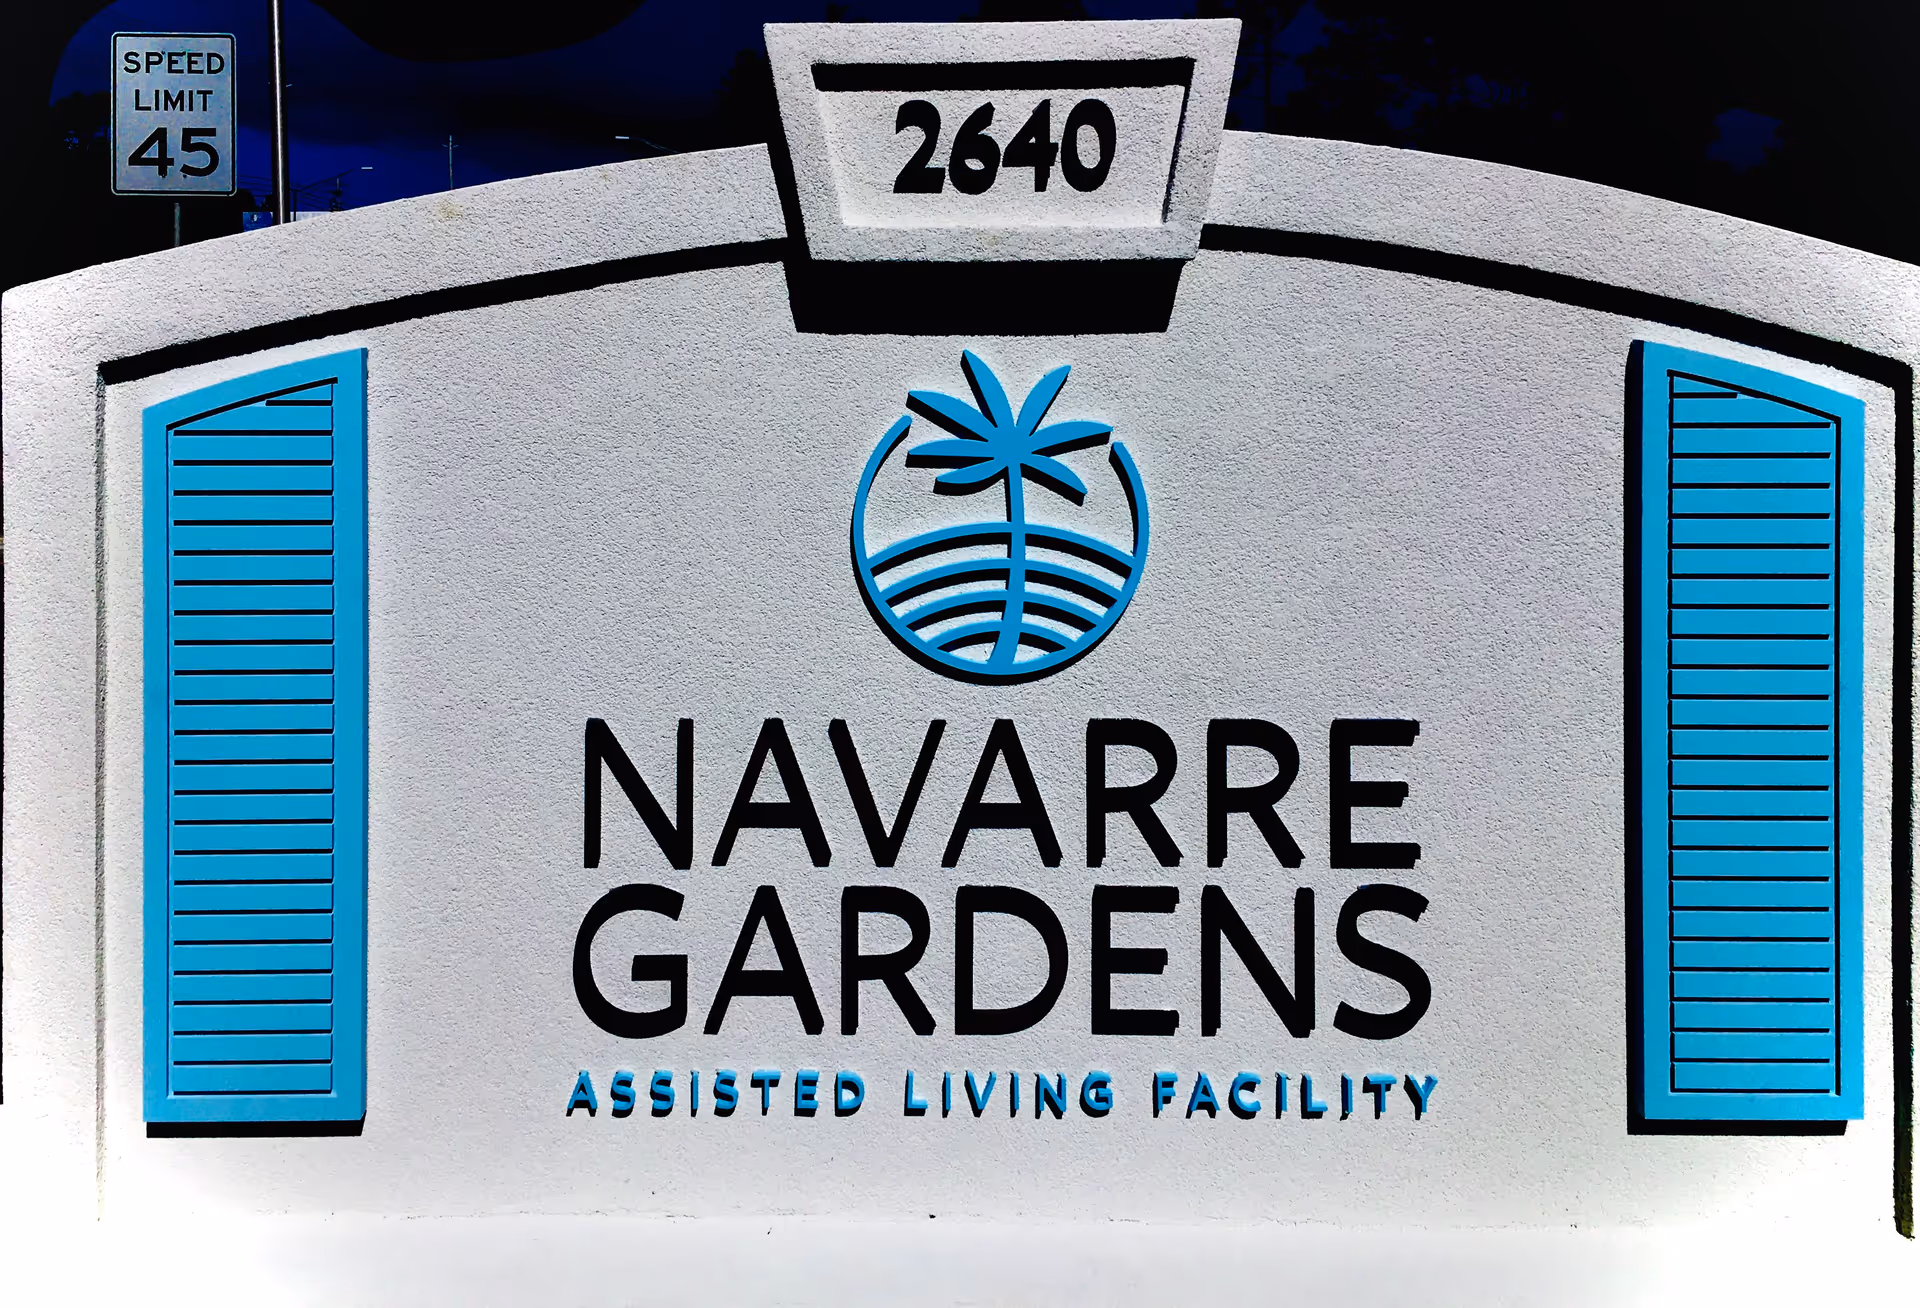 SPEED
LIMIT
45
2640
NAVARRE
GARDENS
ASSISTED LIVING FACILITY